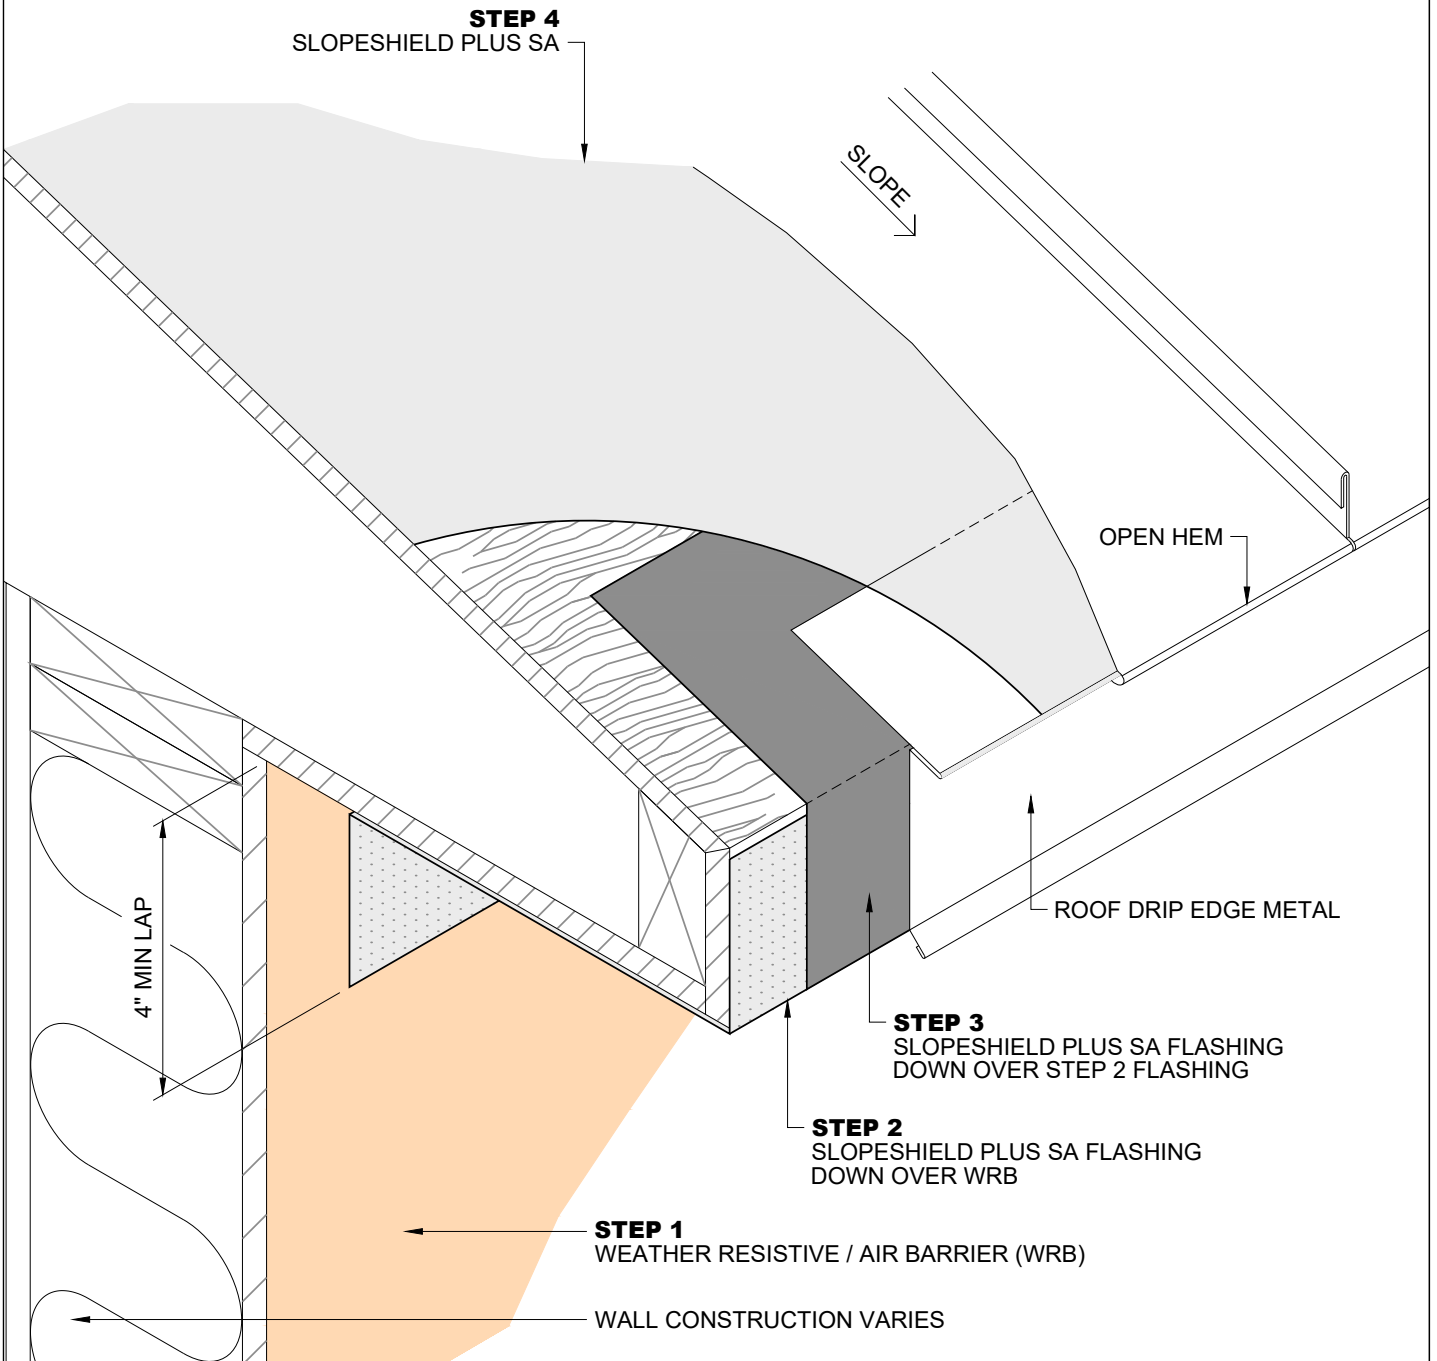 STEP 4
SLOPESHIELD PLUS SA
SLOPE
OPEN HEM
4" MIN LAP
ROOF DRIP EDGE METAL
STEP 3
SLOPESHIELD PLUS SA FLASHING
DOWN OVER STEP 2 FLASHING
STEP 2
SLOPESHIELD PLUS SA FLASHING
DOWN OVER WRB
STEP 1
WEATHER RESISTIVE / AIR BARRIER (WRB)
WALL CONSTRUCTION VARIES